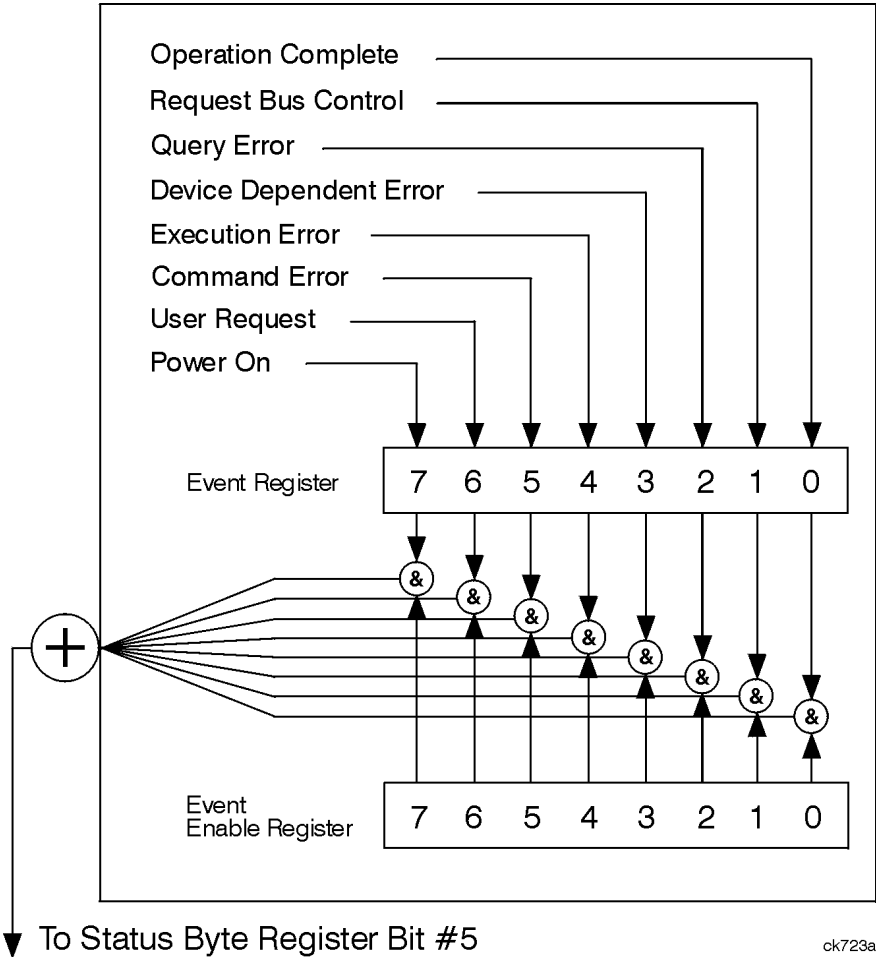 Operation Complete
Request Bus Control
Query Error
Device Dependent Error
Execution Error
Command Error
User Request
Power On
Event Register 7 6 5 4 3 2 1 0
&
&
&
&
&
&
&
&
+
Event
Enable Register 7 6 5 4 3 2 1 0
To Status Byte Register Bit #5
ck723a